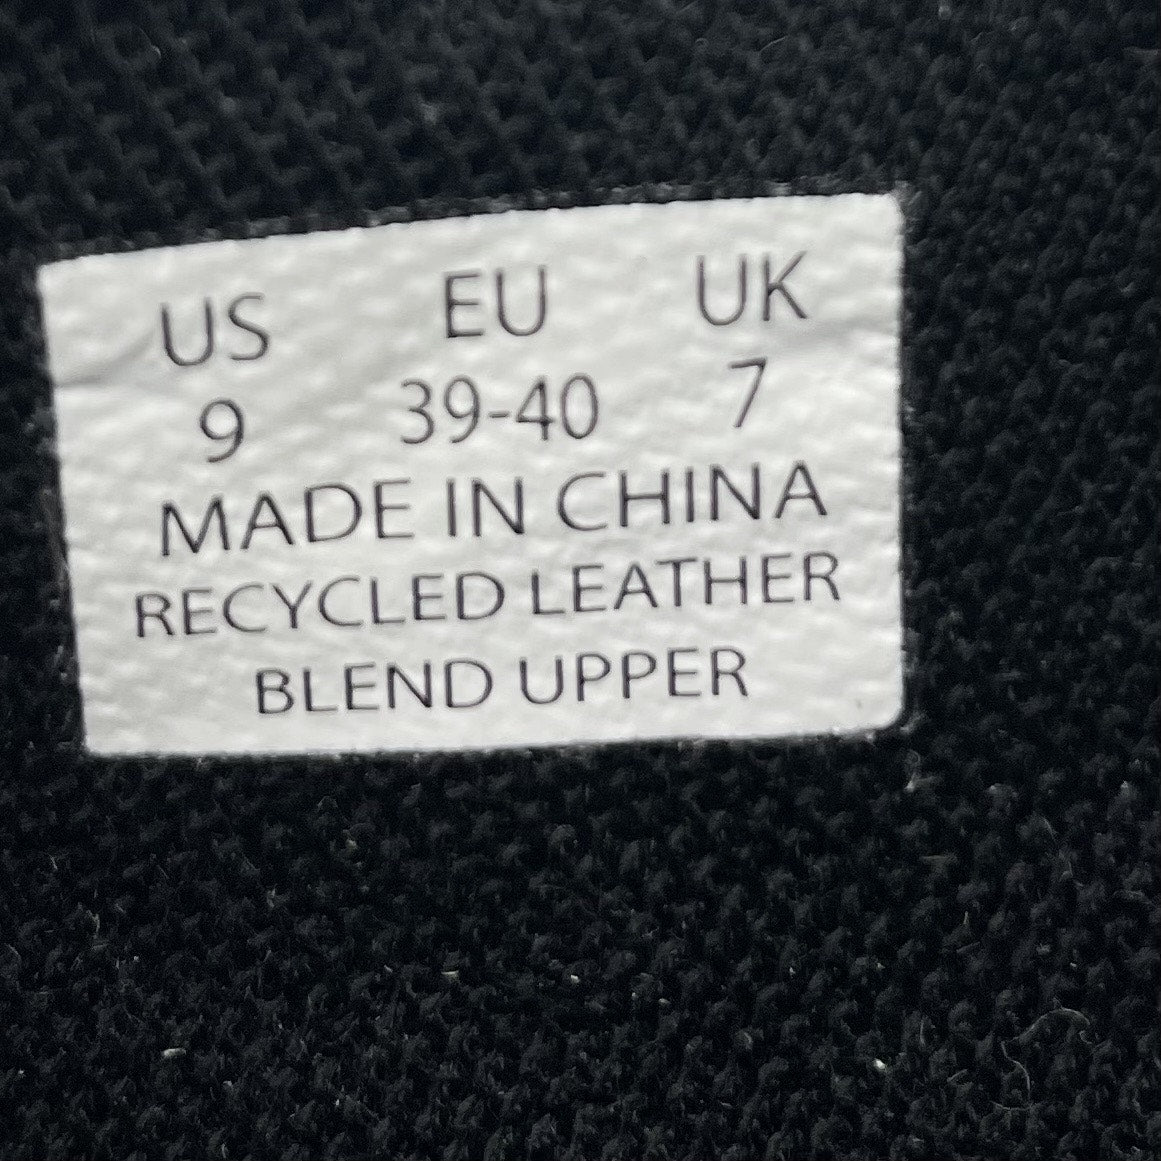 US EU UK
9 39-40 7
MADE IN CHINA
RECYCLED LEATHER
BLEND UPPER